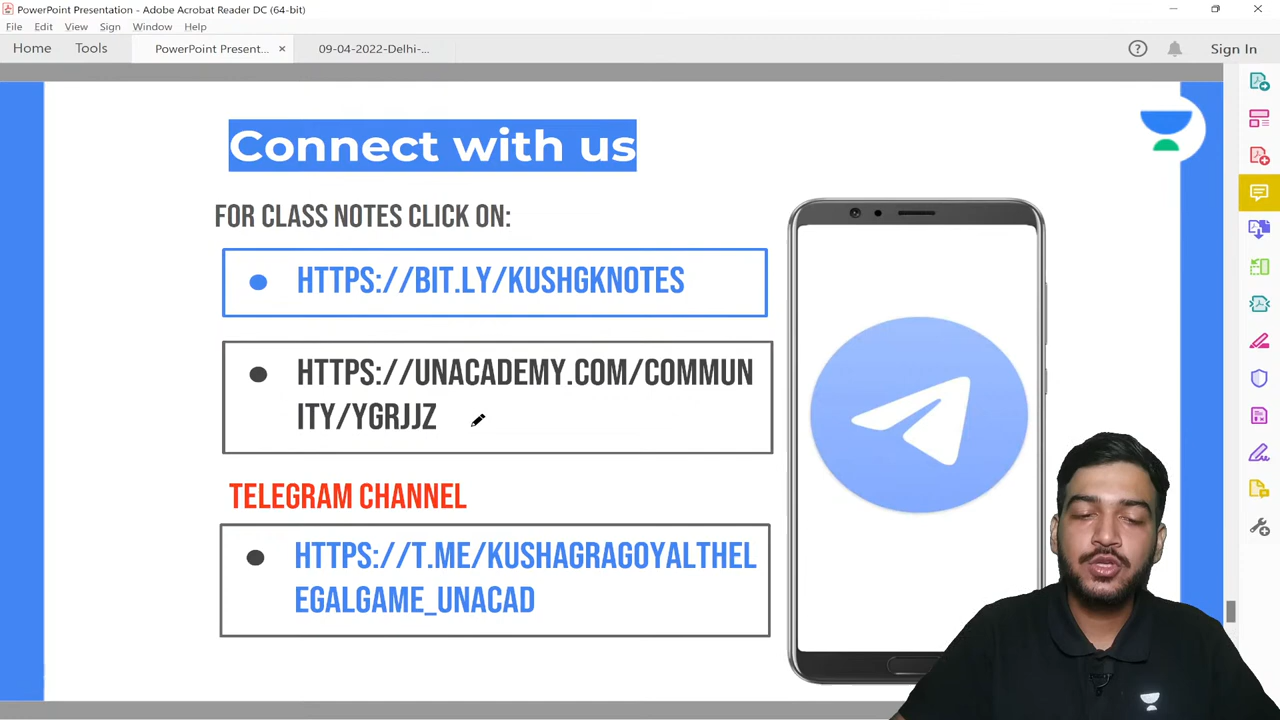 PowerPoint Presentation - Adobe Acrobat Reader DC (64-bit)
File Edit View Sign Window Help
Home Tools PowerPoint Present... × 09-04-2022-Delhi-... Sign In
Connect with us
FOR CLASS NOTES CLICK ON:
HTTPS://BIT.LY/KUSHGKNOTES
HTTPS://UNACADEMY.COM/COMMUN
ITY/YGRJJZ
TELEGRAM CHANNEL
HTTPS://T.ME/KUSHAGRAGOYALTHEL
EGALGAME_UNACAD